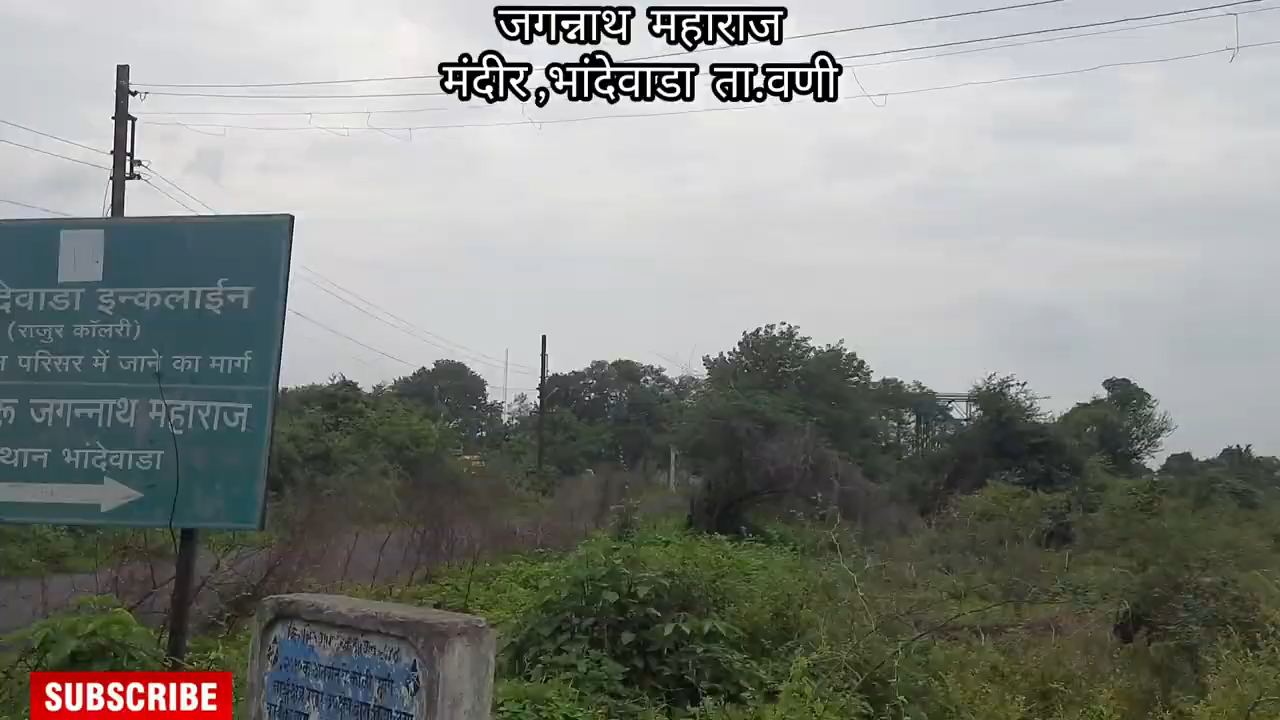 जगन्नाथ महाराज
मंदीर,भांदेवाडा ता.वणी
देवाडा इन्कलाईन
(राजुर कॉलरी)
परिसर में जाने का मार्ग
जगन्नाथ महाराज
थान भांदेवाडा
SUBSCRIBE